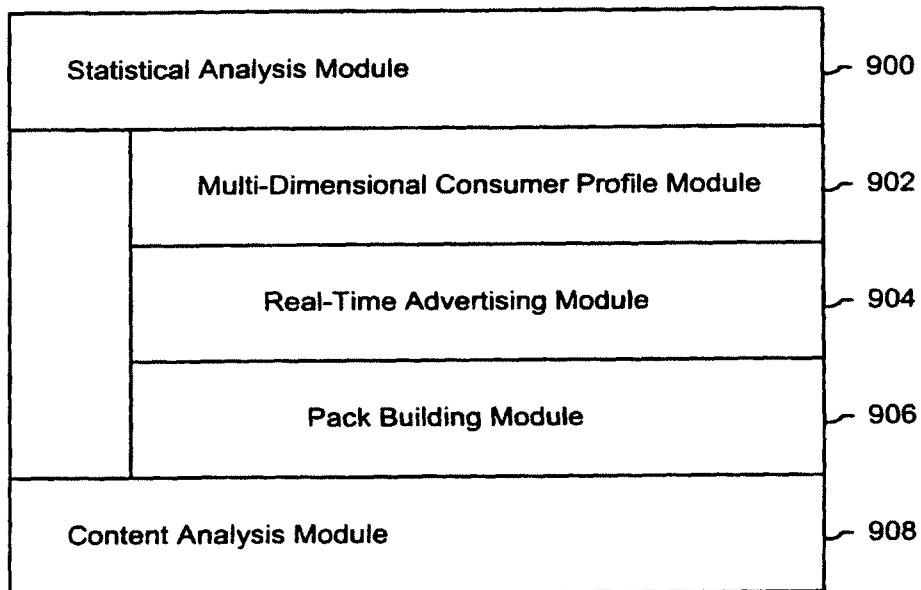 Statistical Analysis Module 900
Multi-Dimensional Consumer Profile Module 902
Real-Time Advertising Module 904
Pack Building Module 906
Content Analysis Module 908